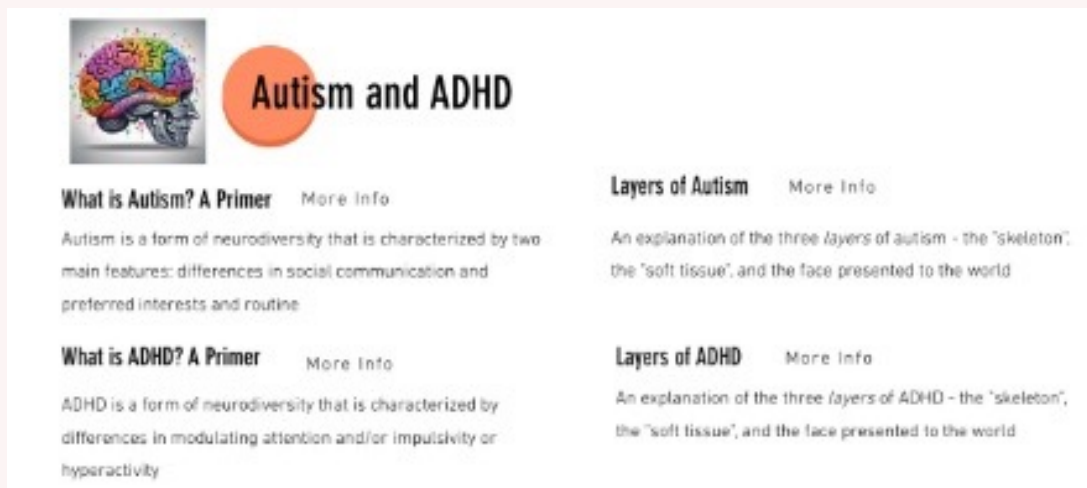 Autism and ADHD
What is Autism? A Primer More Info
Autism is a form of neurodiversity that is characterized by two
main features: differences in social communication and
preferred interests and routine
Layers of Autism More Info
An explanation of the three layers of autism - the "skeleton",
the "soft tissue", and the face presented to the world
What is ADHD? A Primer More Info
ADHD is a form of neurodiversity that is characterized by
differences in modulating attention and/or impulsivity or
hyperactivity
Layers of ADHD More Info
An explanation of the three layers of ADHD - the "skeleton",
the "soft tissue", and the face presented to the world